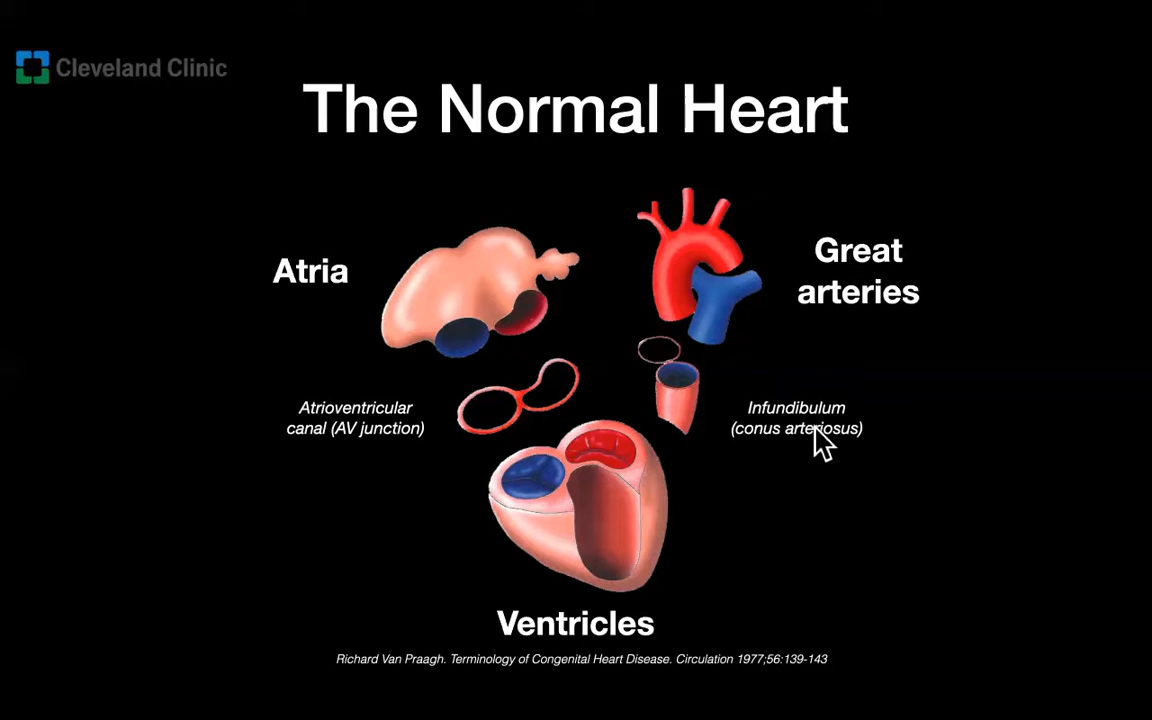 Cleveland Clinic
The Normal Heart
Atria
Great
arteries
Atrioventricular
canal (AV junction)
Infundibulum
(conus arteriosus)
Ventricles
Richard Van Praagh. Terminology of Congenital Heart Disease. Circulation 1977;56:139-143